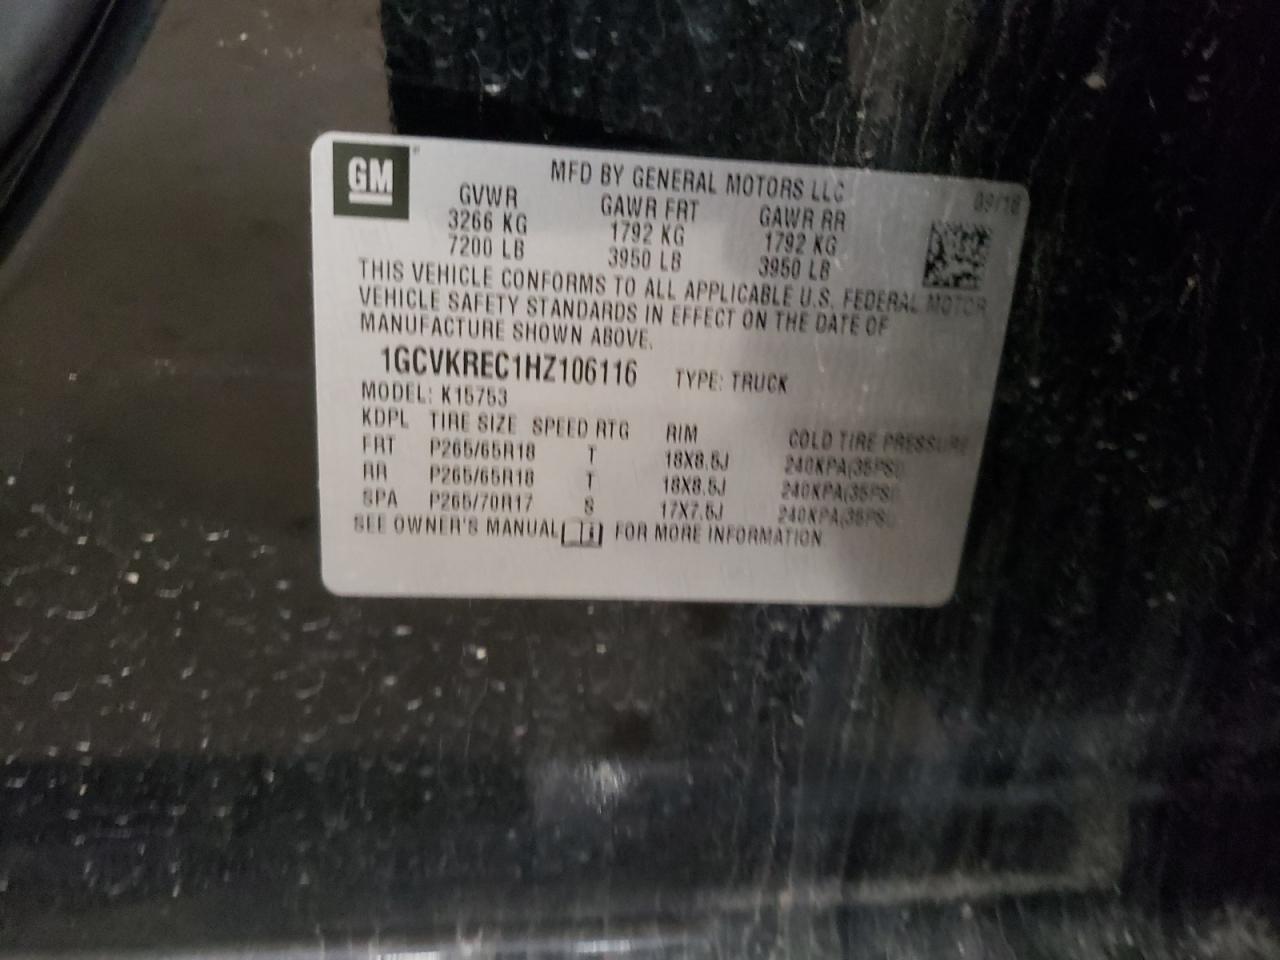 GM
MFD BY GENERAL MOTORS LLC
09/16
GVWR GAWR FRT GAWR RR
3266 KG 1792 KG 1792 KG
7200 LB 3950 LB 3950 LB
THIS VEHICLE CONFORMS TO ALL APPLICABLE U.S. FEDERAL MOTOR
VEHICLE SAFETY STANDARDS IN EFFECT ON THE DATE OF
MANUFACTURE SHOWN ABOVE.
1GCVKREC1HZ106116 TYPE: TRUCK
MODEL: K15753
KDPL TIRE SIZE SPEED RTG RIM COLD TIRE PRESSURE
FRT P265/65R18 T 18X8.5J 240KPA(35PSI)
RR P265/65R18 T 18X8.5J 240KPA(35PSI)
SPA P265/70R17 S 17X7.5J 240KPA(35PSI)
SEE OWNER'S MANUAL FOR MORE INFORMATION